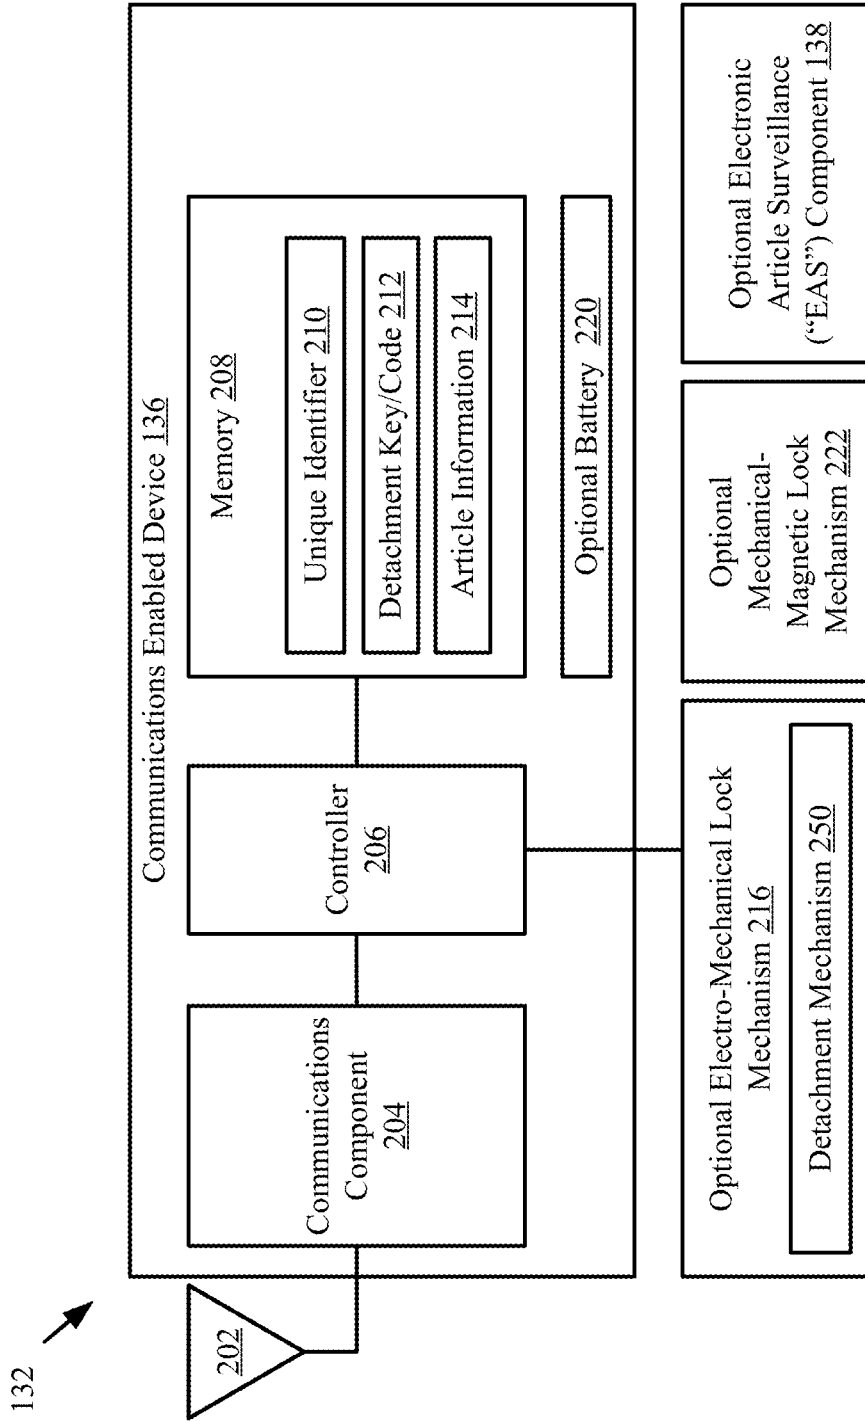 132
202
Communications Enabled Device 136
Communications
Component
204
Controller
206
Memory 208
Unique Identifier 210
Detachment Key/Code 212
Article Information 214
Optional Battery 220
Optional Electro-Mechanical Lock
Mechanism 216
Detachment Mechanism 250
Optional
Mechanical-
Magnetic Lock
Mechanism 222
Optional Electronic
Article Surveillance
(“EAS”) Component 138